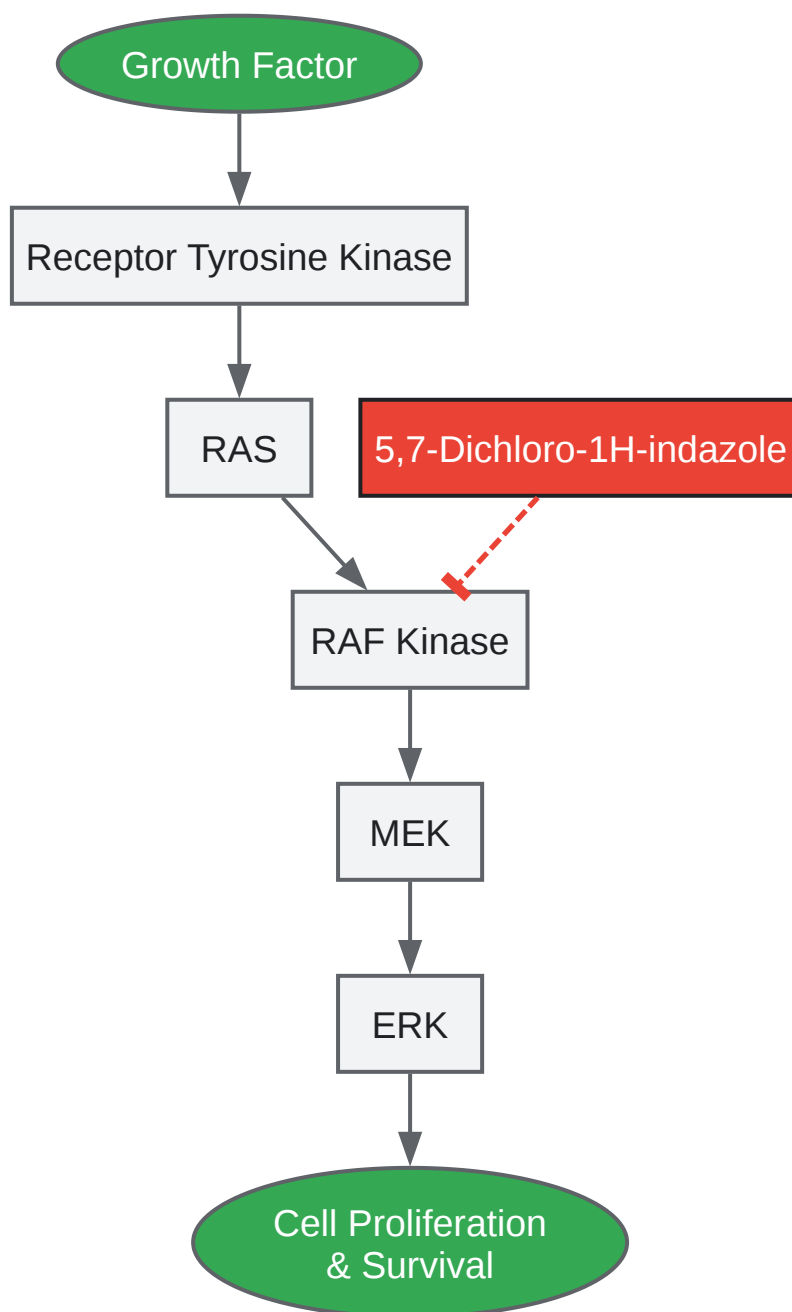 Growth Factor
Receptor Tyrosine Kinase
RAS
5,7-Dichloro-1H-indazole
RAF Kinase
MEK
ERK
Cell Proliferation
& Survival